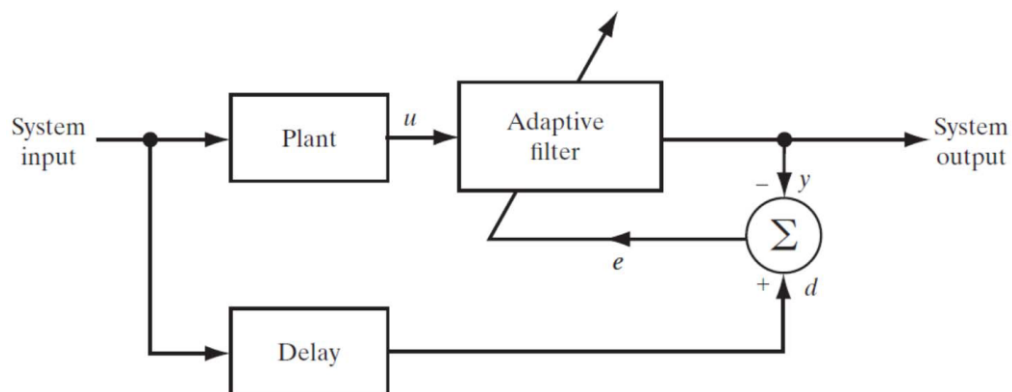 System
input
Plant
u
Adaptive
filter
System
output
– y
Σ
e
+ d
Delay